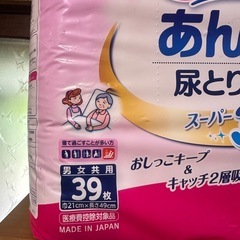 あん
尿とり
スーパー
寝て過ごすことが多い方
おしっこキープ
&
キャッチ2層吸
男女共用
39枚
巾21cm×長さ49cm
医療費控除対象品
MADE IN JAPAN